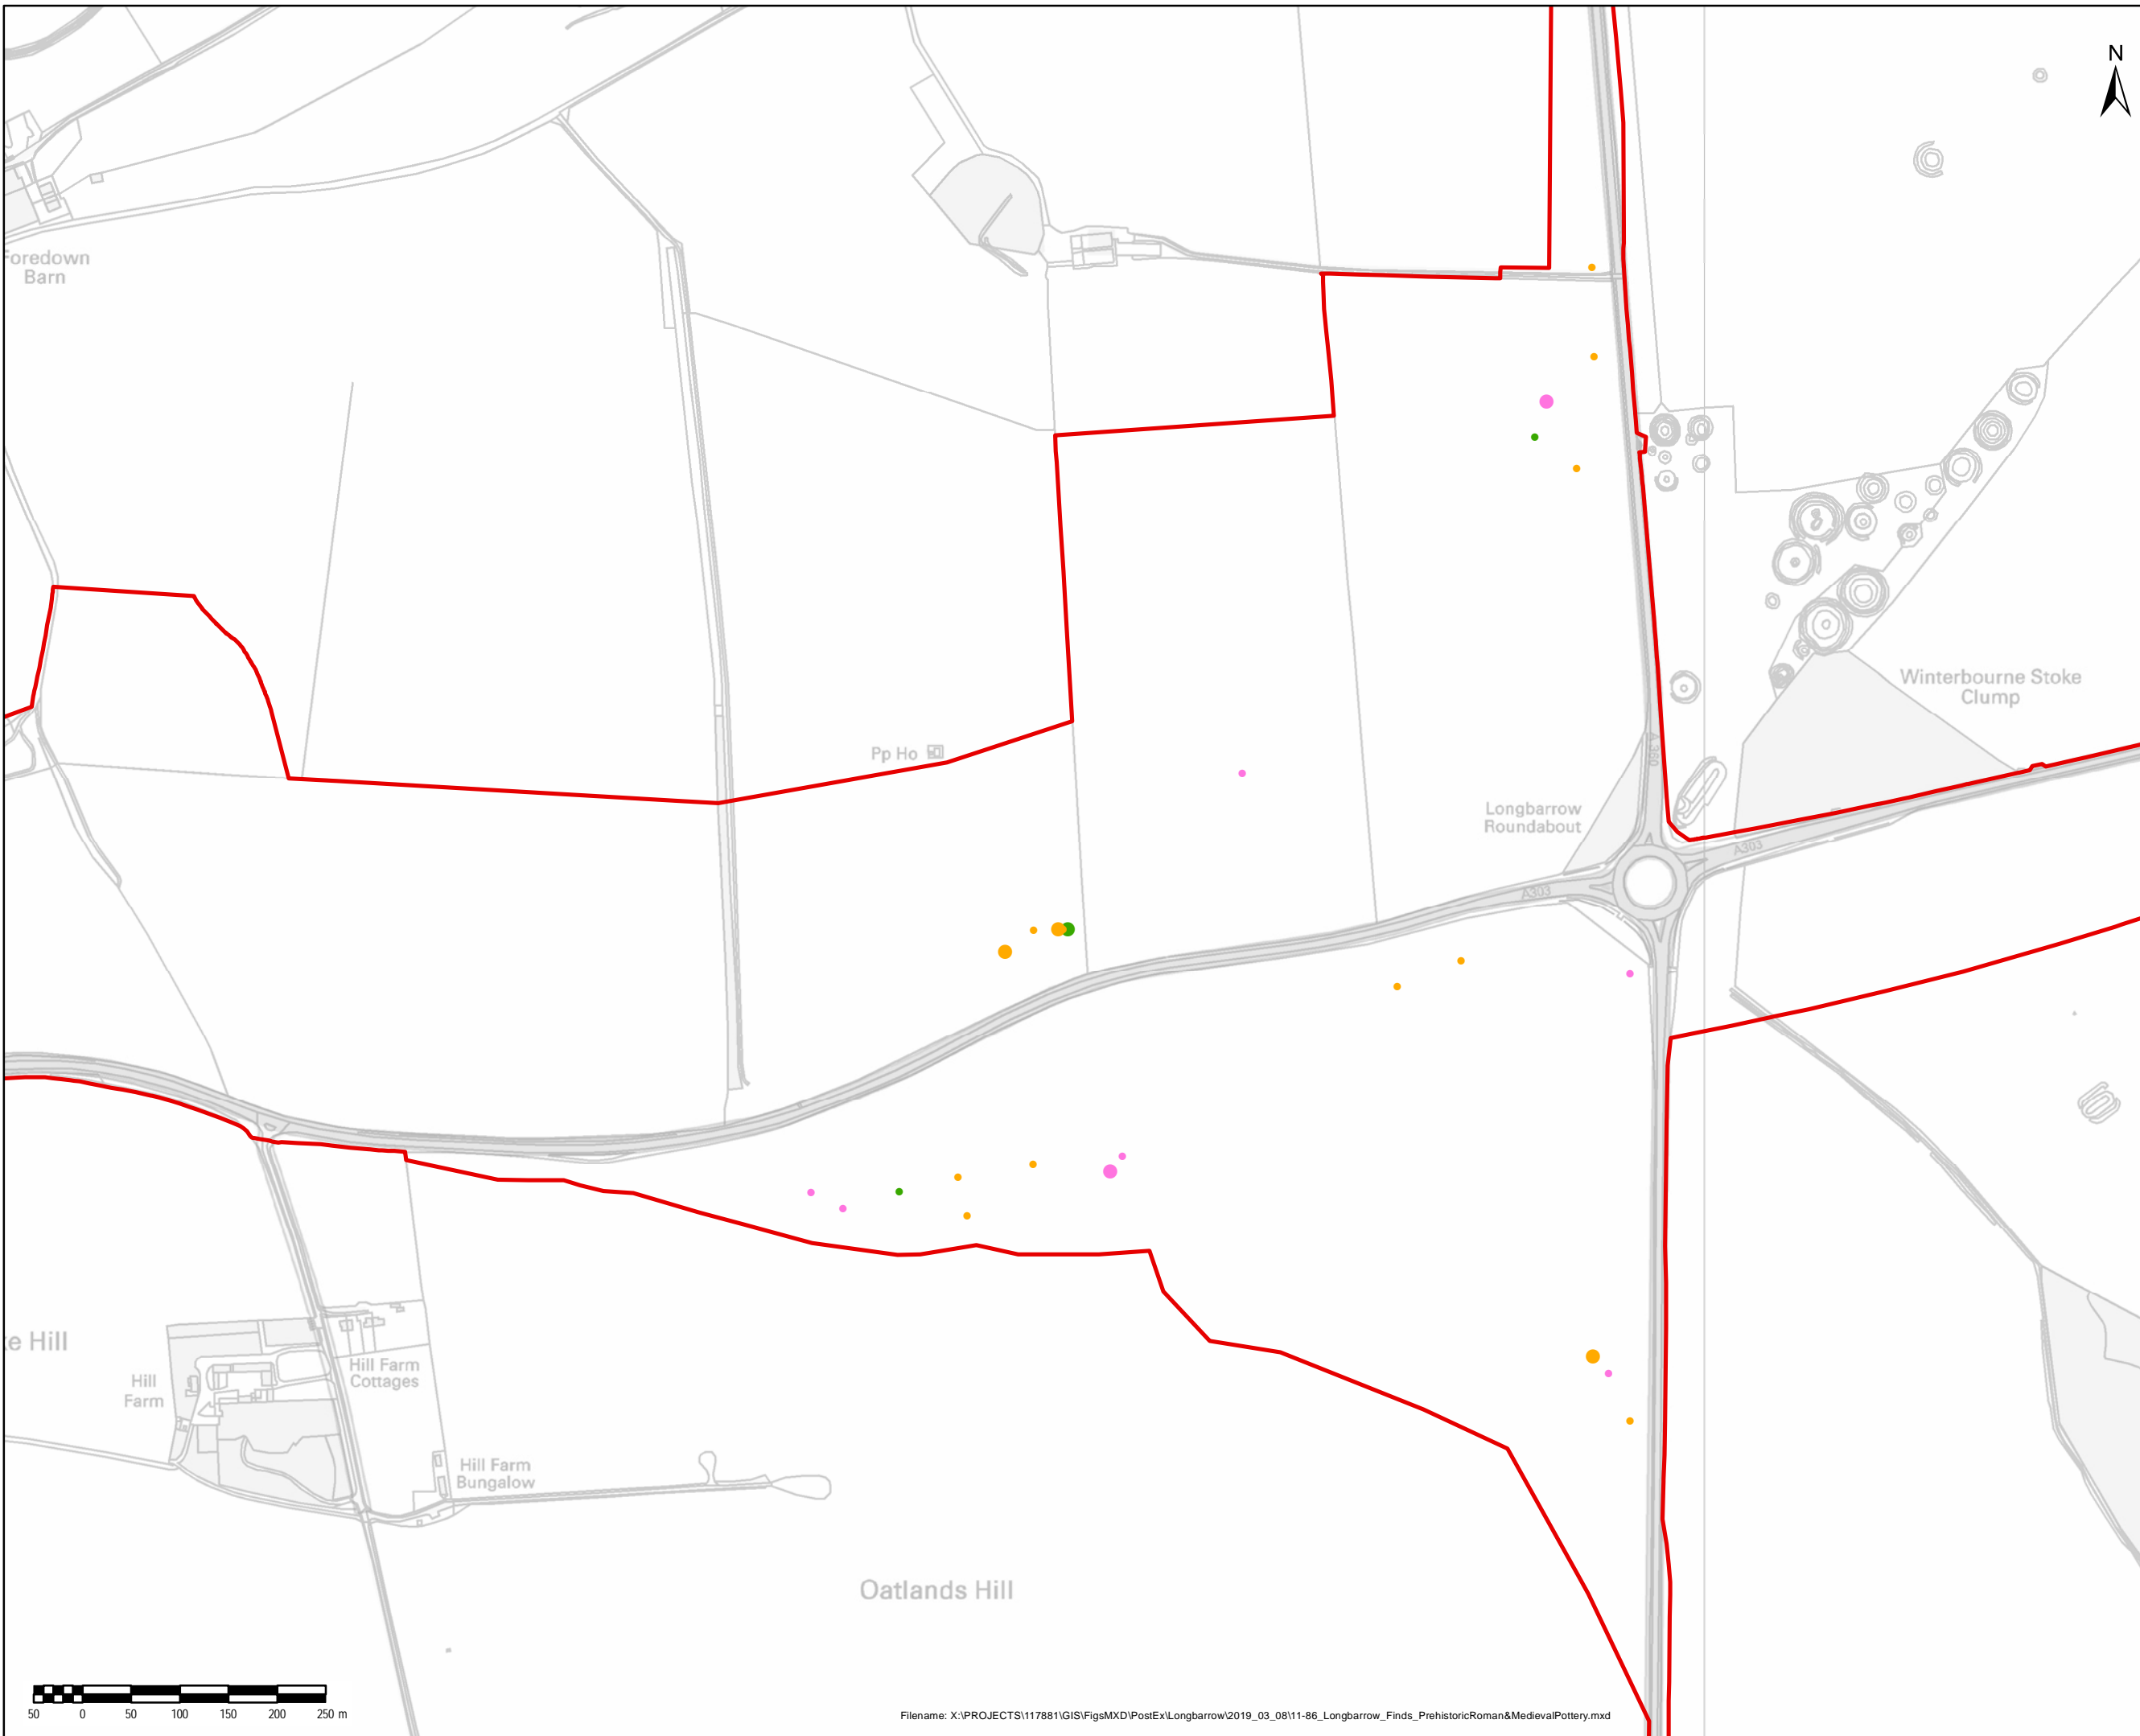 N
Foredown
Barn
Winterbourne Stoke
Clump
A360
Pp Ho
Longbarrow
Roundabout
A303
A303
ke Hill
Hill Farm
Cottages
Hill
Farm
Hill Farm
Bungalow
Oatlands Hill
50 0 50 100 150 200 250 m
Filename: X:\PROJECTS\117881\GIS\FigsMXD\PostEx\Longbarrow\2019_03_08\11-86_Longbarrow_Finds_PrehistoricRoman&MedievalPottery.mxd